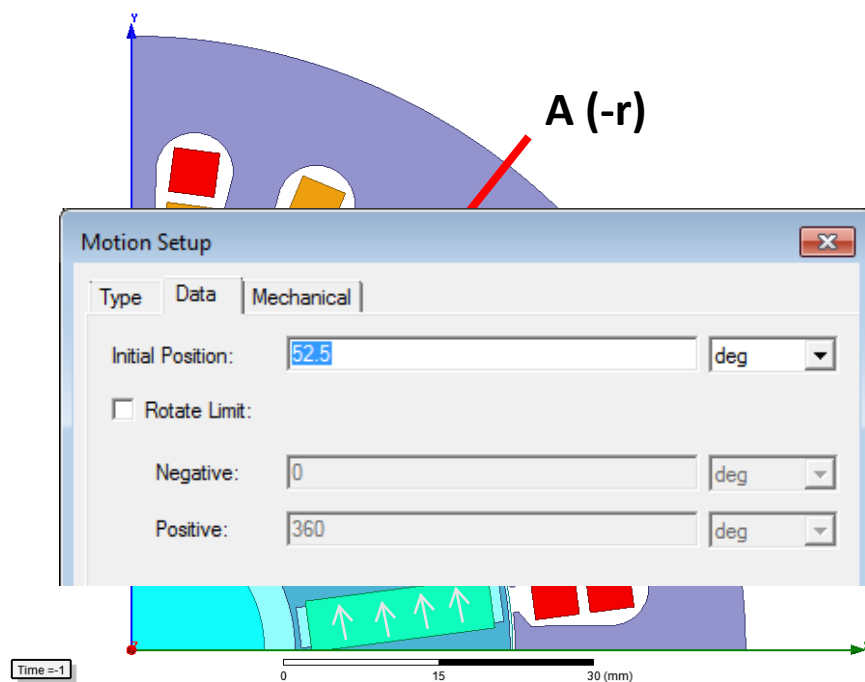 Y
A (-r)
Motion Setup
Type Data Mechanical
Initial Position: 52.5 deg
Rotate Limit:
Negative: 0 deg
Positive: 360 deg
Time =-1
0 15 30 (mm)